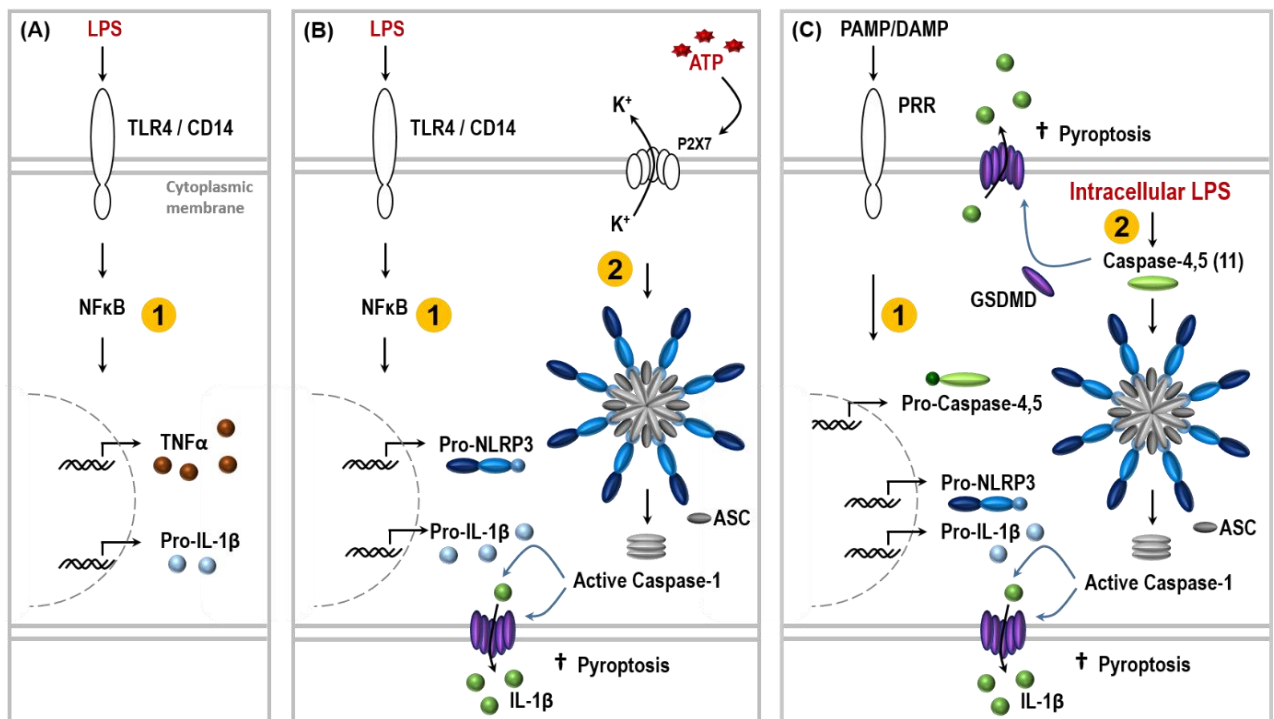 (A)
LPS
TLR4 / CD14
Cytoplasmic
membrane
NFκB
1
TNFα
Pro-IL-1β
(B)
LPS
ATP
K⁺
TLR4 / CD14
P2X7
K⁺
2
NFκB
1
Pro-NLRP3
ASC
Pro-IL-1β
Active Caspase-1
† Pyroptosis
IL-1β
(C)
PAMP/DAMP
PRR
† Pyroptosis
Intracellular LPS
2
Caspase-4,5 (11)
GSDMD
1
Pro-Caspase-4,5
Pro-NLRP3
Pro-IL-1β
ASC
Active Caspase-1
† Pyroptosis
IL-1β